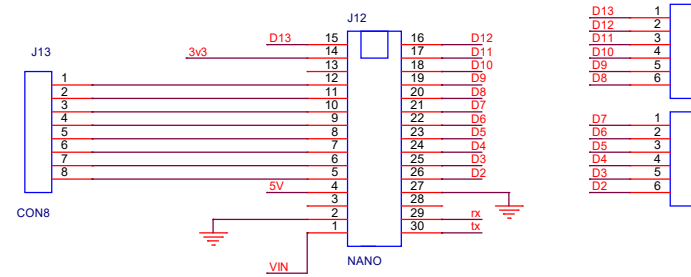 J12
J13
D13 15 16 D12
3v3 14 17 D11
13 18 D10
1 12 19 D9
2 11 20 D8
3 10 21 D7
4 9 22 D6
5 8 23 D5
6 7 24 D4
7 6 25 D3
8 5 26 D2
5V 4 27
3 28
2 29 rx
1 30 tx
CON8
VIN
NANO
D13 1
D12 2
D11 3
D10 4
D9 5
D8 6
D7 1
D6 2
D5 3
D4 4
D3 5
D2 6